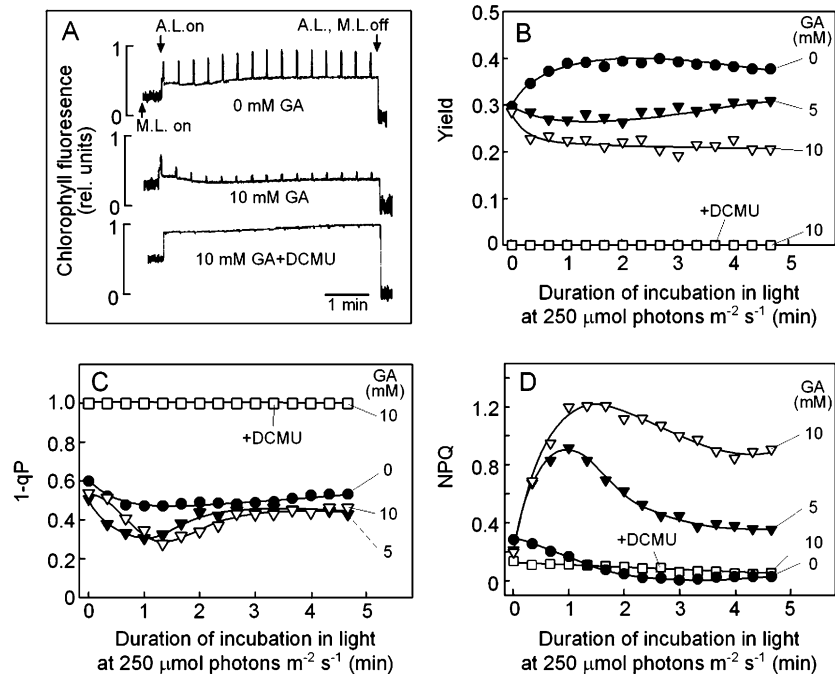 A
A.L.on
A.L., M.L.off
1
0
0 mM GA
M.L. on
1
0
10 mM GA
1
0
10 mM GA+DCMU
1 min
Chlorophyll fluoresence
(rel. units)
B
GA
(mM)
0.5
0.4
0.3
0.2
0.1
0
Yield
0
5
10
+DCMU
10
0 1 2 3 4 5
Duration of incubation in light
at 250 µmol photons m-2 s-1 (min)
C
GA
(mM)
1.0
0.8
0.6
0.4
0.2
0
1-qP
10
+DCMU
0
10
5
0 1 2 3 4 5
Duration of incubation in light
at 250 µmol photons m-2 s-1 (min)
D
GA
(mM)
1.2
0.8
0.4
0
NPQ
10
5
+DCMU
10
0
0 1 2 3 4 5
Duration of incubation in light
at 250 µmol photons m-2 s-1 (min)